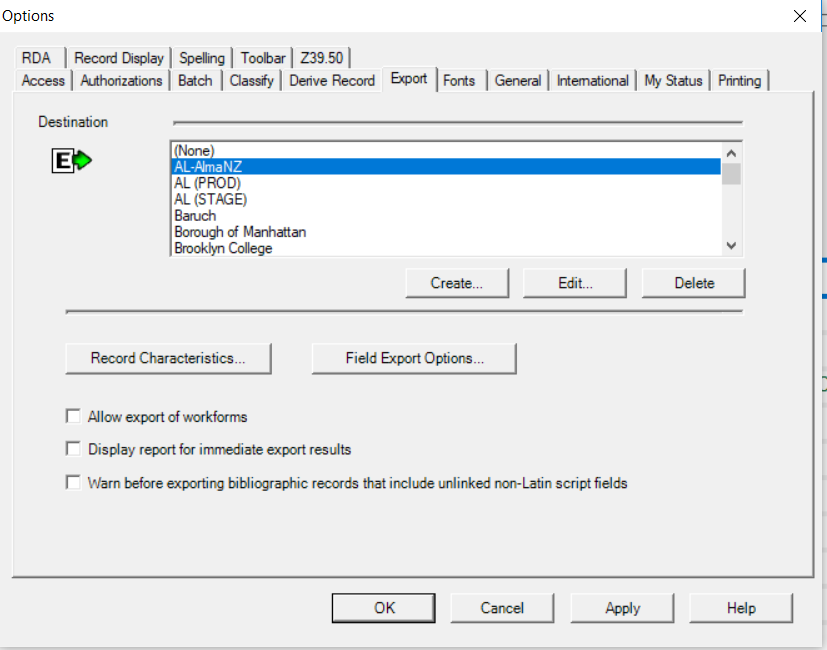 Options
RDA Record Display Spelling Toolbar Z39.50
Access Authorizations Batch Classify Derive Record Export Fonts General International My Status Printing
Destination
E
(None)
AL-AlmaNZ
AL (PROD)
AL (STAGE)
Baruch
Borough of Manhattan
Brooklyn College
Create... Edit... Delete
Record Characteristics... Field Export Options...
Allow export of workforms
Display report for immediate export results
Warn before exporting bibliographic records that include unlinked non-Latin script fields
OK Cancel Apply Help